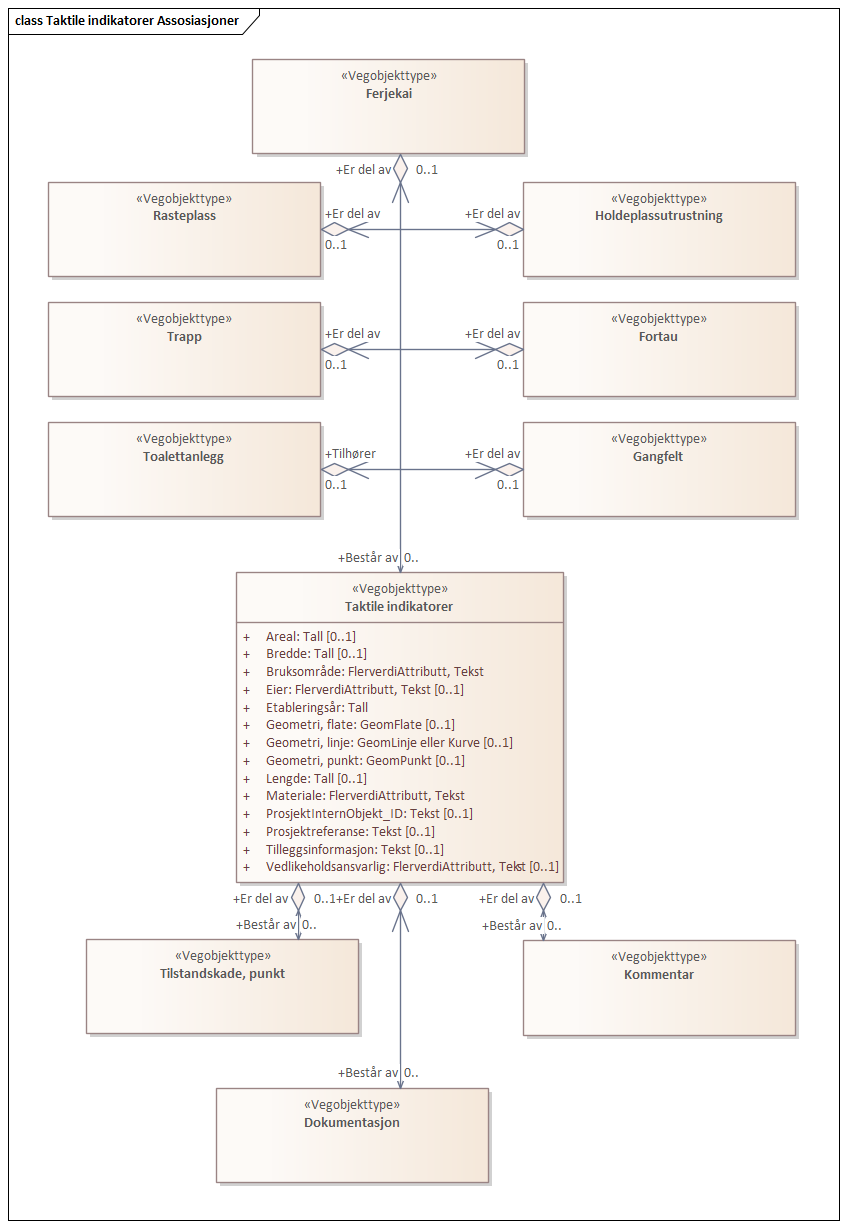 class Taktile indikatorer Assosiasjoner
«Vegobjekttype»
Ferjekai
+Er del av 0..1
«Vegobjekttype»
Rasteplass
+Er del av
0..1
«Vegobjekttype»
Holdeplassutrustning
+Er del av
0..1
«Vegobjekttype»
Trapp
+Er del av
0..1
«Vegobjekttype»
Fortau
+Er del av
0..1
«Vegobjekttype»
Toalettanlegg
+Tilhører
0..1
«Vegobjekttype»
Gangfelt
+Er del av
0..1
+Består av 0..
«Vegobjekttype»
Taktile indikatorer
+ Areal: Tall [0..1]
+ Bredde: Tall [0..1]
+ Bruksområde: FlerverdiAttributt, Tekst
+ Eier: FlerverdiAttributt, Tekst [0..1]
+ Etableringsår: Tall
+ Geometri, flate: GeomFlate [0..1]
+ Geometri, linje: GeomLinje eller Kurve [0..1]
+ Geometri, punkt: GeomPunkt [0..1]
+ Lengde: Tall [0..1]
+ Materiale: FlerverdiAttributt, Tekst
+ ProsjektInternObjekt_ID: Tekst [0..1]
+ Prosjektreferanse: Tekst [0..1]
+ Tilleggsinformasjon: Tekst [0..1]
+ Vedlikeholdsansvarlig: FlerverdiAttributt, Tekst [0..1]
+Er del av 0..1
+Er del av 0..1
+Er del av 0..1
+Består av 0..
+Består av 0..
«Vegobjekttype»
Tilstandskade, punkt
«Vegobjekttype»
Kommentar
+Består av 0..
«Vegobjekttype»
Dokumentasjon